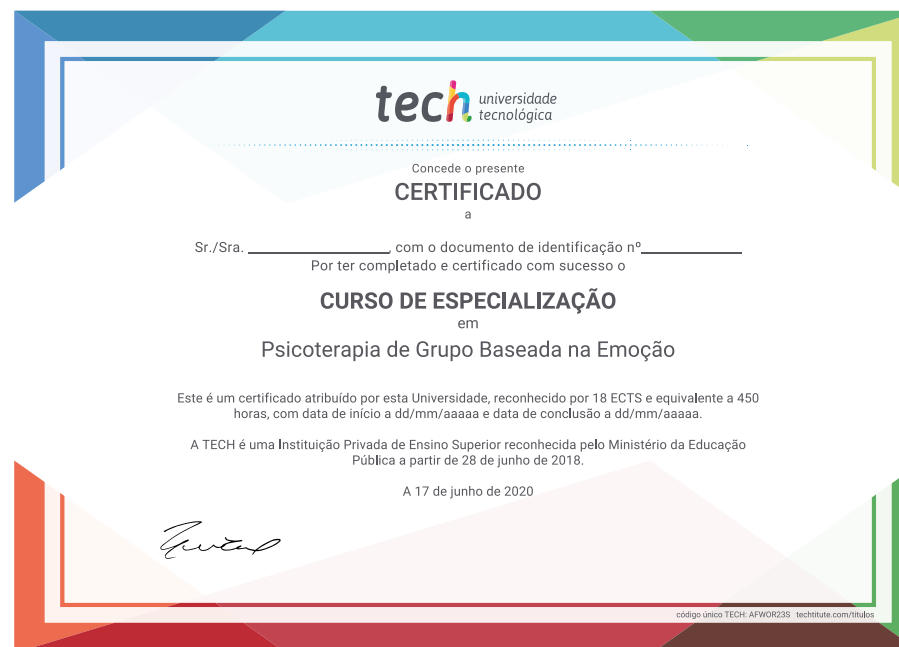 tech universidade
tecnológica
Concede o presente
CERTIFICADO
a
Sr./Sra. ____________________, com o documento de identificação nº______________
Por ter completado e certificado com sucesso o
CURSO DE ESPECIALIZAÇÃO
em
Psicoterapia de Grupo Baseada na Emoção
Este é um certificado atribuído por esta Universidade, reconhecido por 18 ECTS e equivalente a 450
horas, com data de início a dd/mm/aaaaa e data de conclusão a dd/mm/aaaaa.
A TECH é uma Instituição Privada de Ensino Superior reconhecida pelo Ministério da Educação
Pública a partir de 28 de junho de 2018.
A 17 de junho de 2020
código único TECH: AFWOR23S techtitute.com/titulos